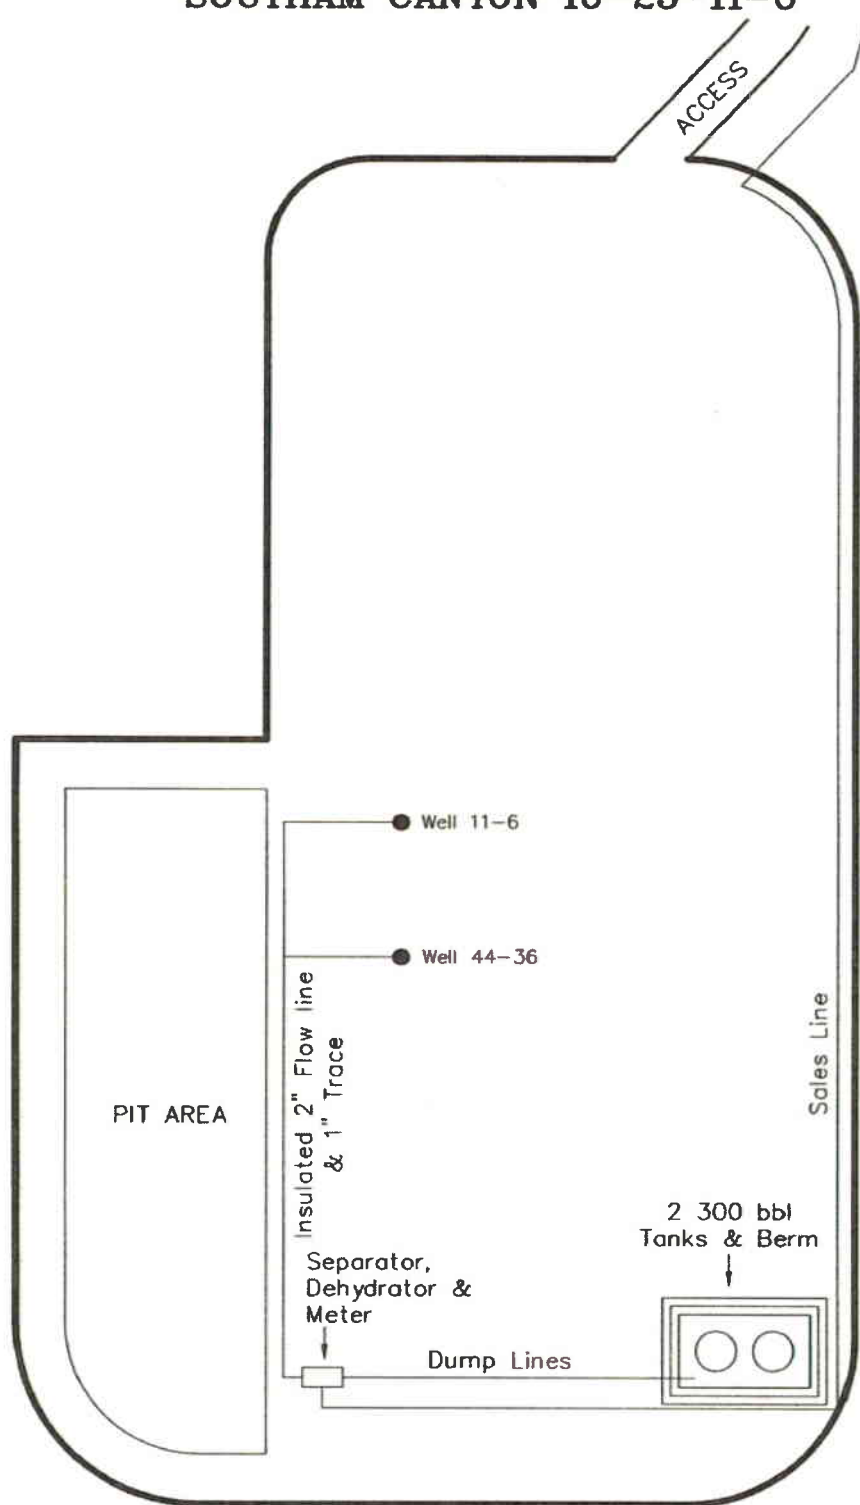 ACCESS
Well 11-6
Well 44-36
Insulated 2" Flow line
& 1" Trace
PIT AREA
Sales Line
2 300 bbl
Tanks & Berm
Separator,
Dehydrator &
Meter
Dump Lines